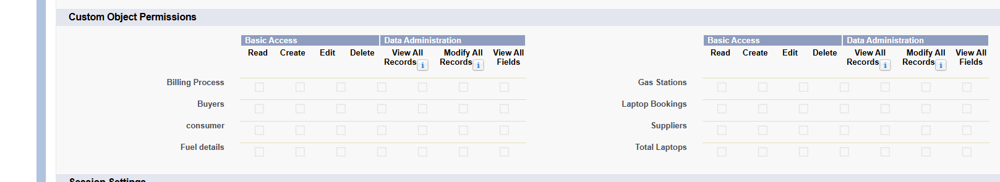 Custom Object Permissions
Basic Access Data Administration Basic Access Data Administration
Read Create Edit Delete View All Records i Modify All Records i View All Fields Read Create Edit Delete View All Records i Modify All Records i View All Fields
Billing Process Gas Stations
Buyers Laptop Bookings
consumer Suppliers
Fuel details Total Laptops
Session Settings